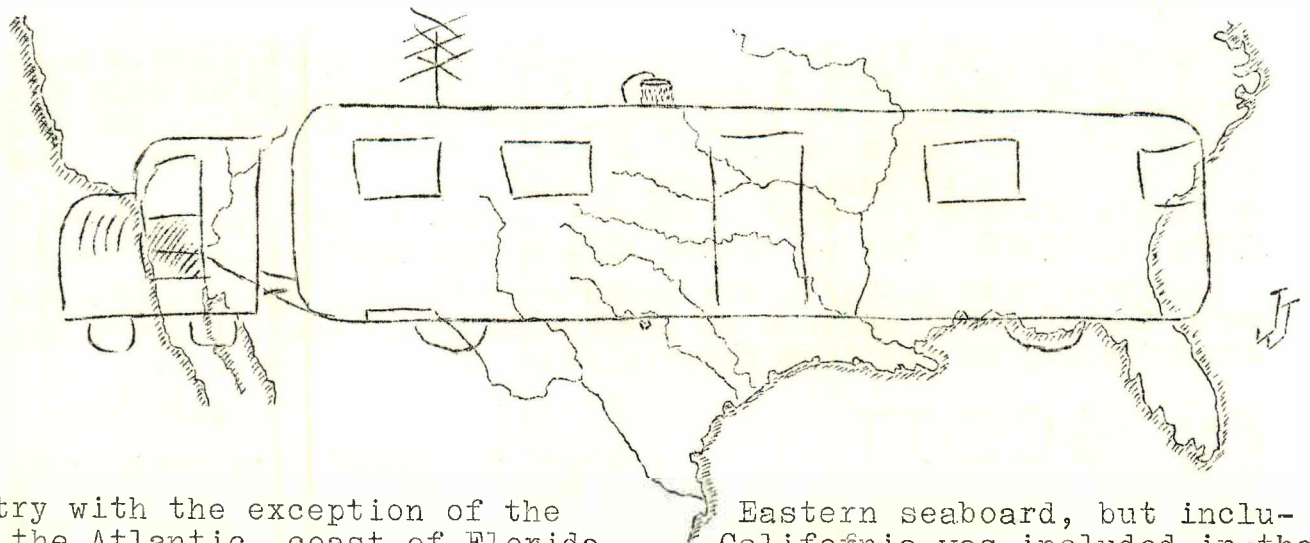 JJ
try with the exception of the Eastern seaboard, but inclu-
the Atlantic coast of Florida California was included in the